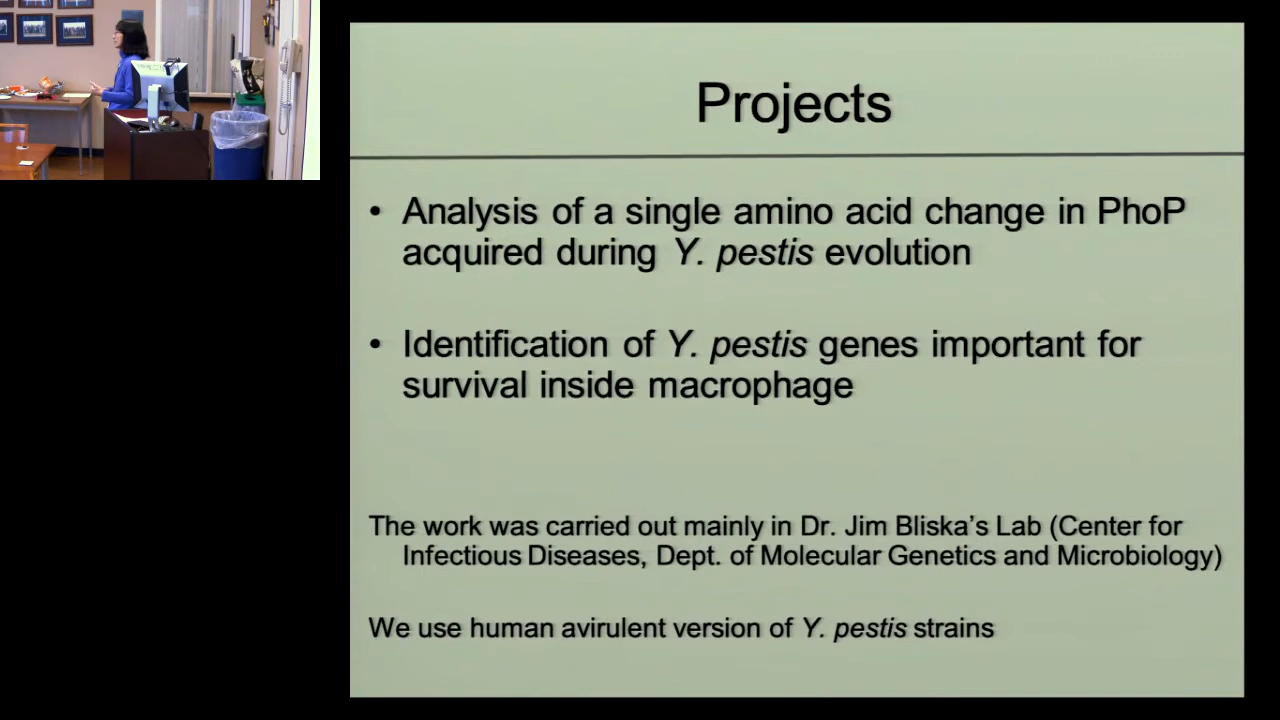 Projects
• Analysis of a single amino acid change in PhoP
acquired during Y. pestis evolution
• Identification of Y. pestis genes important for
survival inside macrophage
The work was carried out mainly in Dr. Jim Bliska’s Lab (Center for
Infectious Diseases, Dept. of Molecular Genetics and Microbiology)
We use human avirulent version of Y. pestis strains